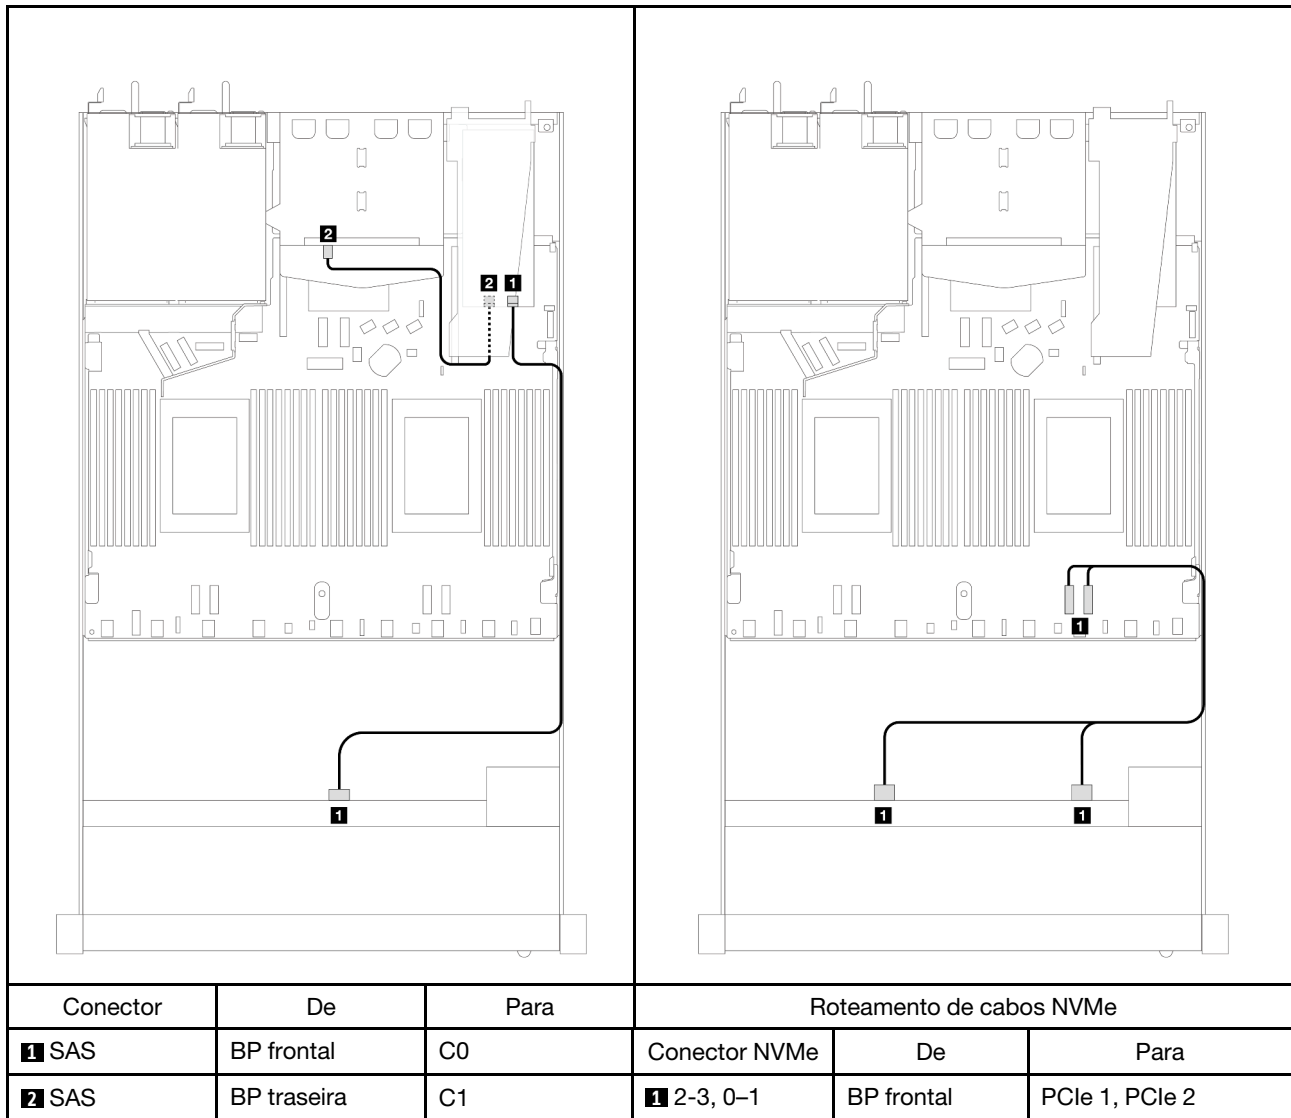 2
2 1
1
1
1 1
Conector De Para
1 SAS BP frontal C0
2 SAS BP traseira C1
Roteamento de cabos NVMe
Conector NVMe De Para
1 2-3, 0–1 BP frontal PCIe 1, PCIe 2